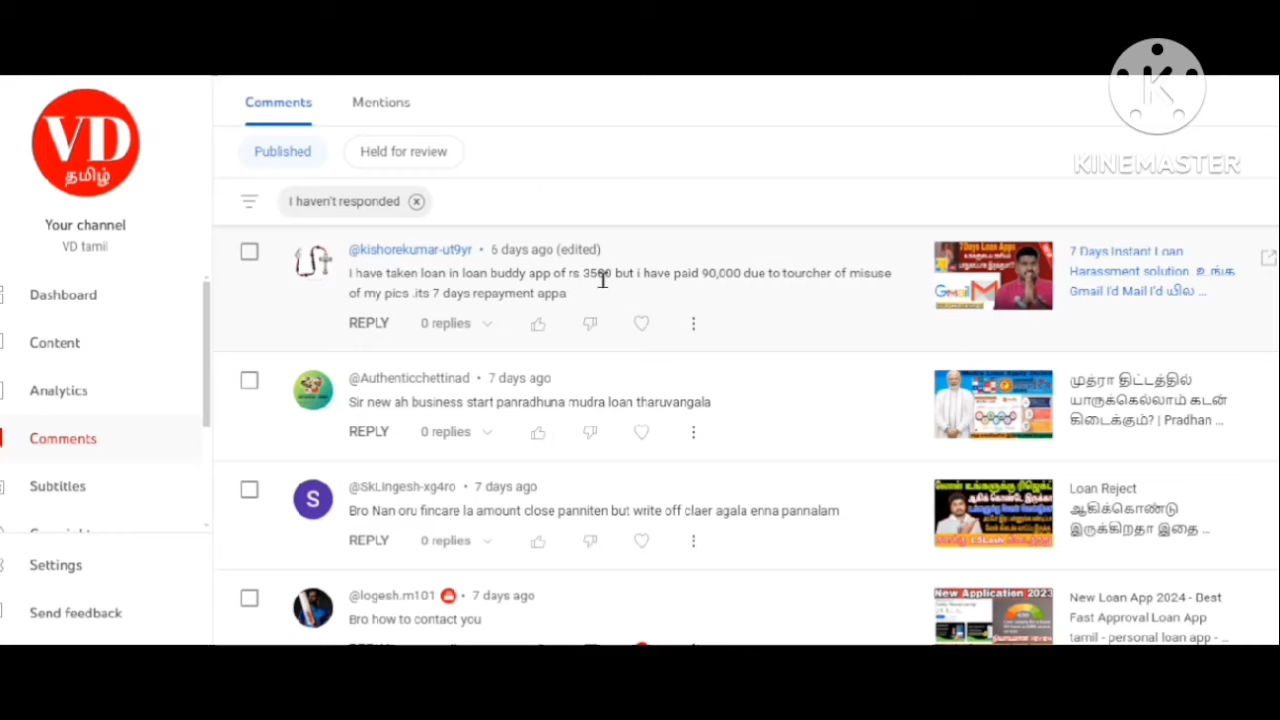 K
KINEMASTER
VD
தமிழ்
Your channel
VD tamil
Dashboard
Content
Analytics
Comments
Subtitles
Settings
Send feedback
Comments
Mentions
Published
Held for review
I haven't responded
@kishorekumar-ut9yr • 6 days ago (edited)
I have taken loan in loan buddy app of rs 3500 but i have paid 90,000 due to tourcher of misuse
of my pics .its 7 days repayment appa
REPLY 0 replies
7Days Loan Apps
Gmail
7 Days Instant Loan
Harassment solution உங்க
Gmail I'd Mail I'd யில ...
@Authenticchettinad • 7 days ago
Sir new ah business start panradhuna mudra loan tharuvangala
REPLY 0 replies
முத்ரா திட்டத்தில்
யாருக்கெல்லாம் கடன்
கிடைக்கும்? | Pradhan ...
S
@SkLingesh-xg4ro • 7 days ago
Bro Nan oru fincare la amount close panniten but write off claer agala enna pannalam
REPLY 0 replies
Loan Reject
ஆகிக்கொண்டு
இருக்கிறதா இதை ...
@logesh.m101 • 7 days ago
Bro how to contact you
New Application 2023
New Loan App 2024 - Best
Fast Approval Loan App
tamil - personal loan app - ...